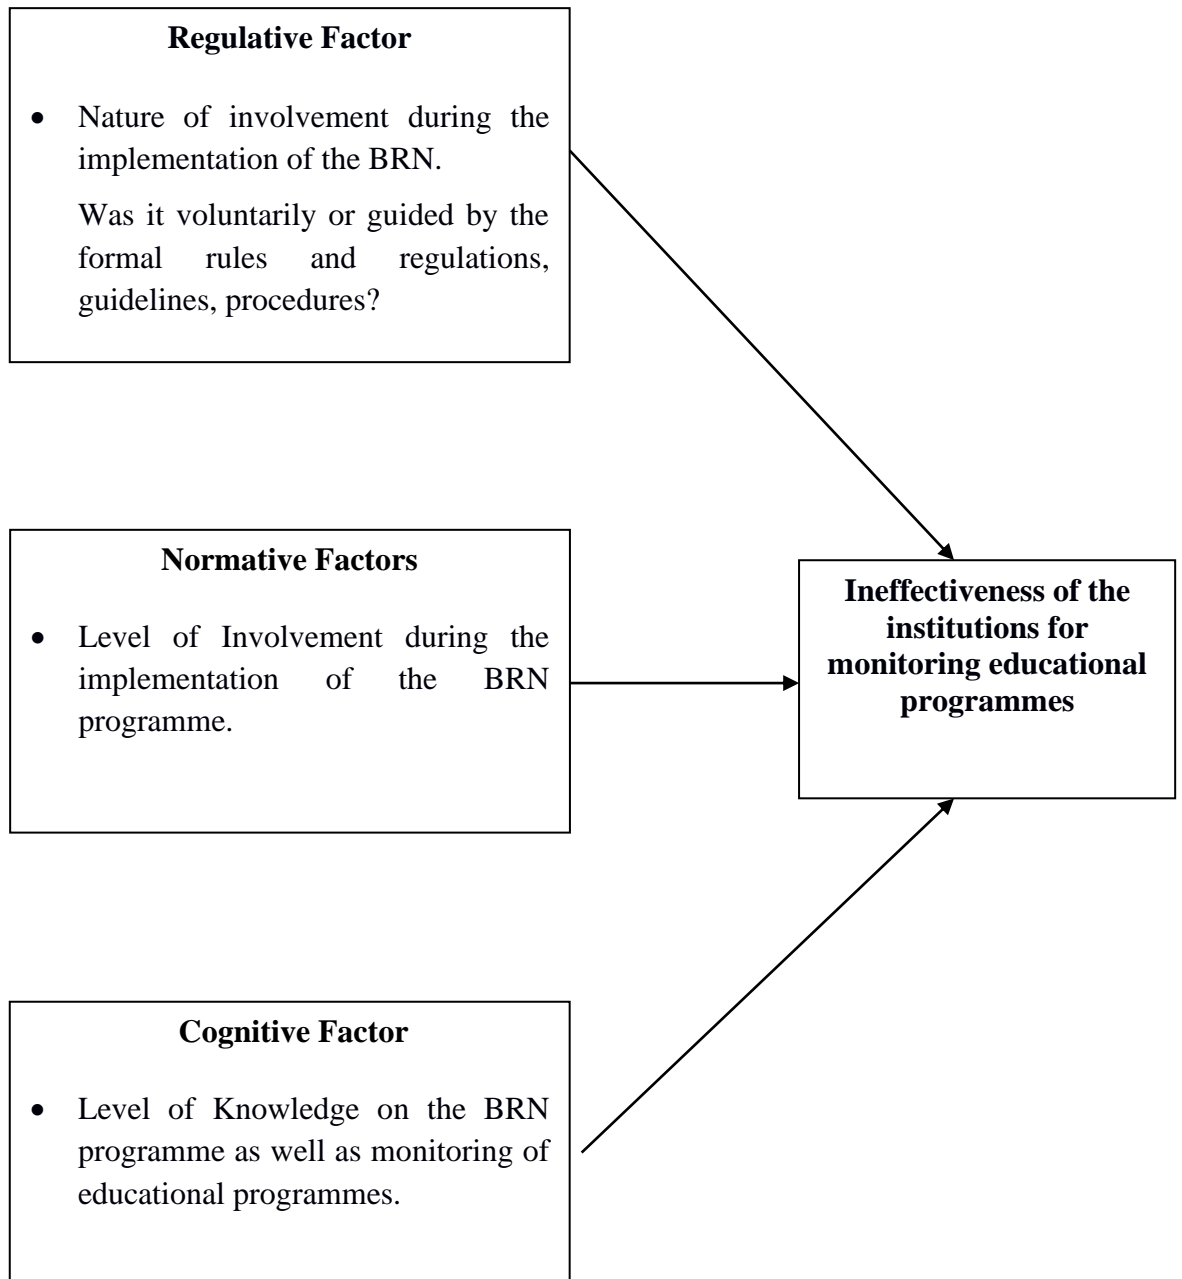 Regulative Factor
• Nature of involvement during the
implementation of the BRN.
Was it voluntarily or guided by the
formal rules and regulations,
guidelines, procedures?
Normative Factors
• Level of Involvement during the
implementation of the BRN
programme.
Ineffectiveness of the
institutions for
monitoring educational
programmes
Cognitive Factor
• Level of Knowledge on the BRN
programme as well as monitoring of
educational programmes.